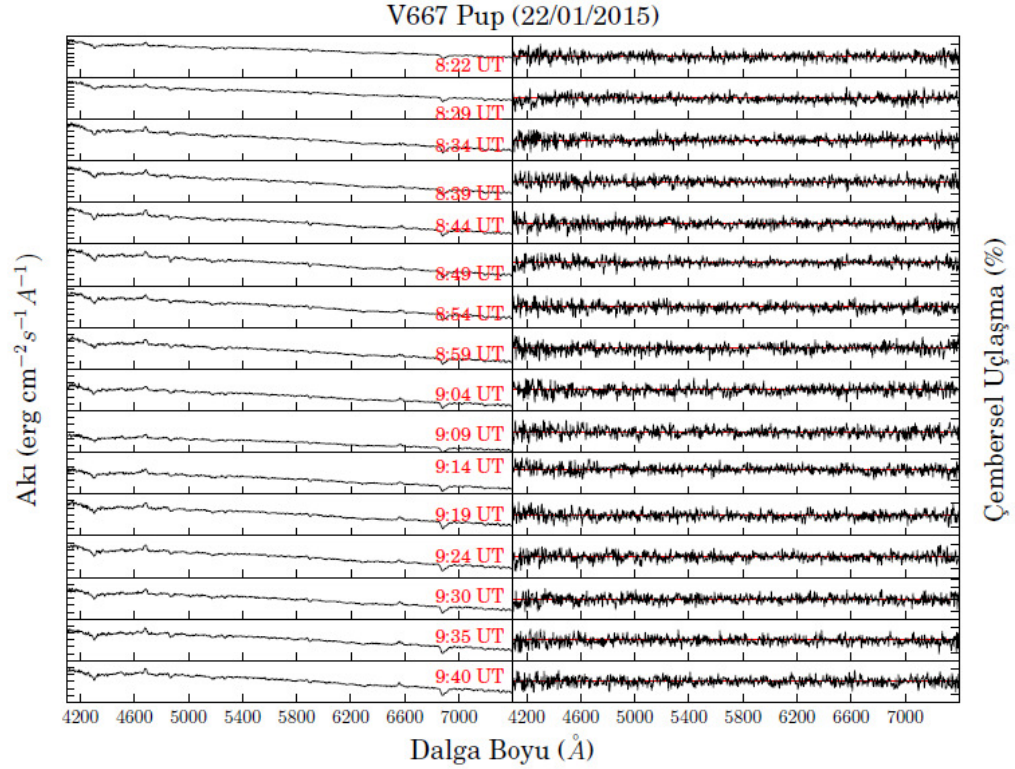 V667 Pup (22/01/2015)
8:22 UT
8:29 UT
8:34 UT
8:39 UT
8:44 UT
8:49 UT
8:54 UT
8:59 UT
9:04 UT
9:09 UT
9:14 UT
9:19 UT
9:24 UT
9:30 UT
9:35 UT
9:40 UT
Akı (erg cm⁻² s⁻¹ A⁻¹)
Çembersel Uçlaşma (%)
4200 4600 5000 5400 5800 6200 6600 7000 4200 4600 5000 5400 5800 6200 6600 7000
Dalga Boyu (Å)